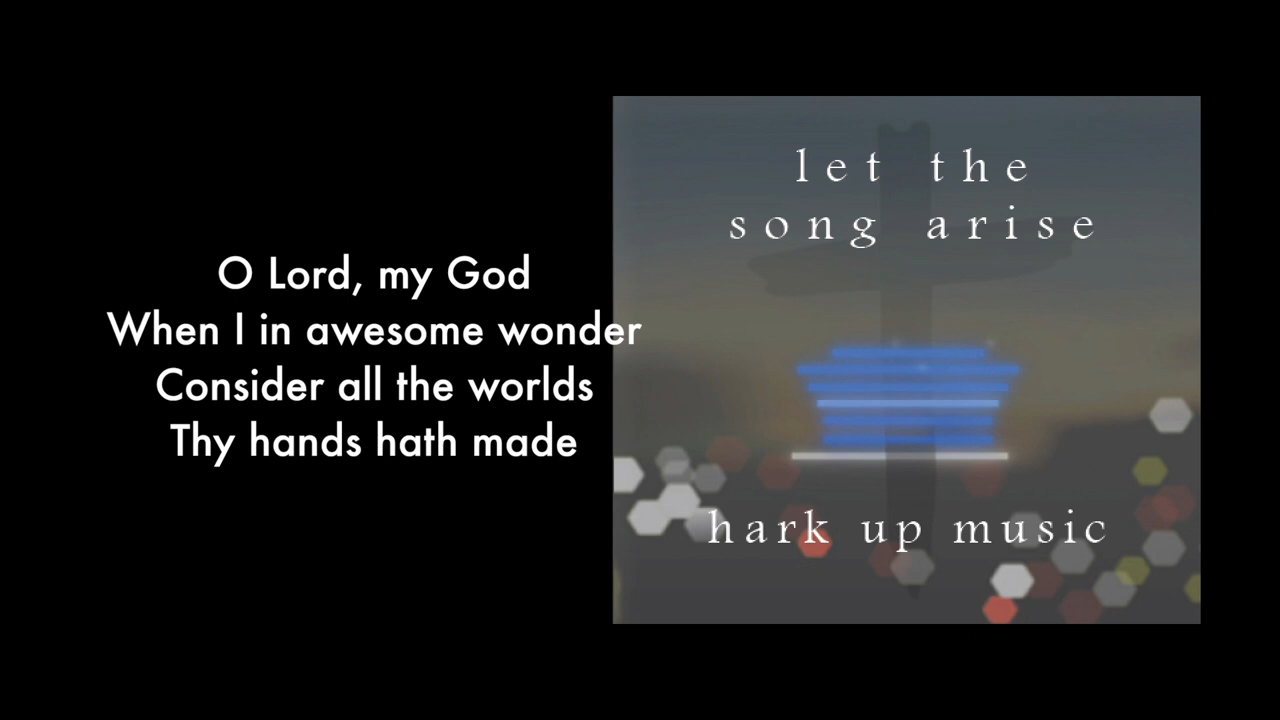 O Lord, my God
When I in awesome wonder
Consider all the worlds
Thy hands hath made
let the
song arise
hark up music